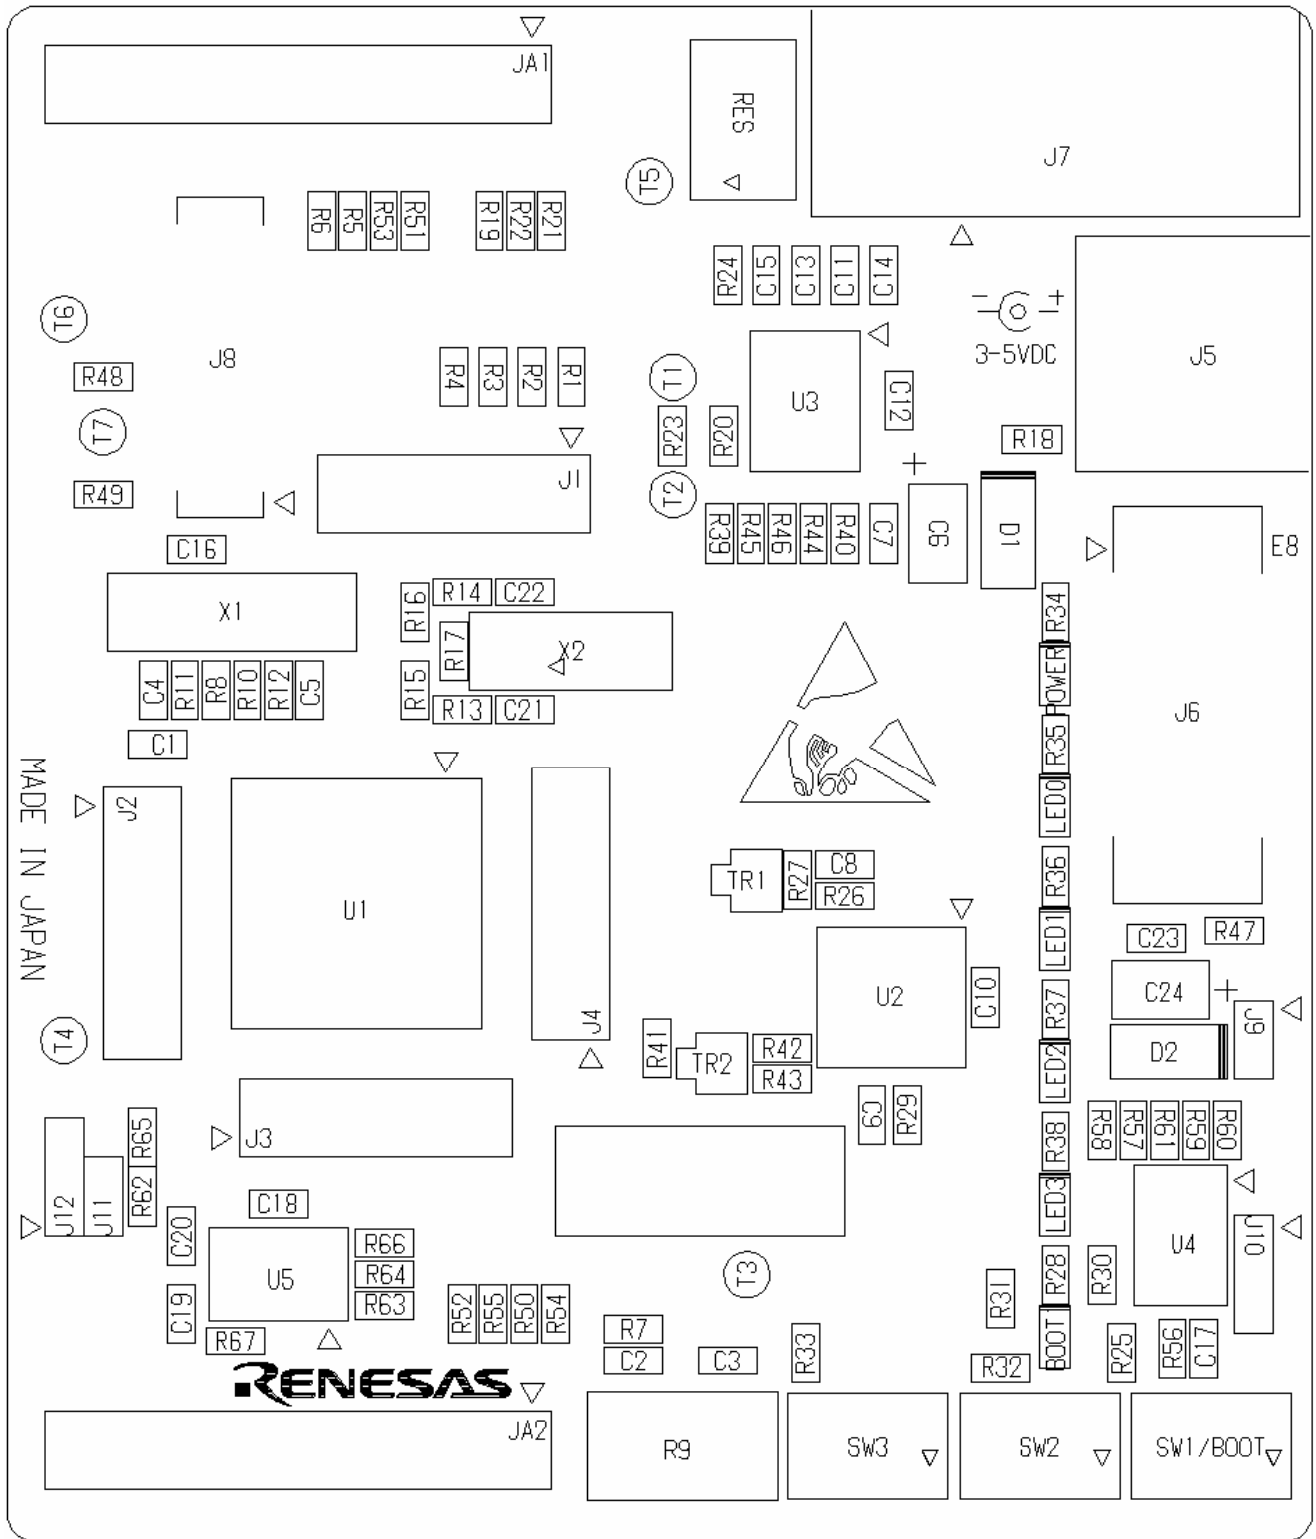 JA1
RES
J7
T5
R6
R5
R53
R51
R19
R22
R21
R24
C15
C13
C11
C14
T6
- +
3-5VDC
J5
J8
R48
R4
R3
R2
R1
T1
U3
C12
T7
R23
R20
R18
+
R49
J1
T2
R39
R45
R46
R44
R40
C7
C6
D1
E8
C16
X1
R16
R14
C22
R17
X2
R34
C4
R11
R8
R10
R12
C5
R15
R13
C21
POWER
J6
C1
R35
MADE IN JAPAN
J2
LED0
U1
TR1
R27
C8
R26
R36
LED1
C23
R47
U2
C10
C24
+
R37
J9
T4
J4
R41
TR2
R42
R43
LED2
D2
C9
R29
R65
J3
R38
R58
R57
R61
R59
R60
J12
J11
R62
C18
LED3
C20
R66
U5
R64
R63
T3
U4
J10
R28
R30
R31
C19
R67
R52
R55
R50
R54
R7
C2
C3
R33
BOOT1
R32
R25
R56
C17
RENESAS
JA2
R9
SW3
SW2
SW1/BOOT